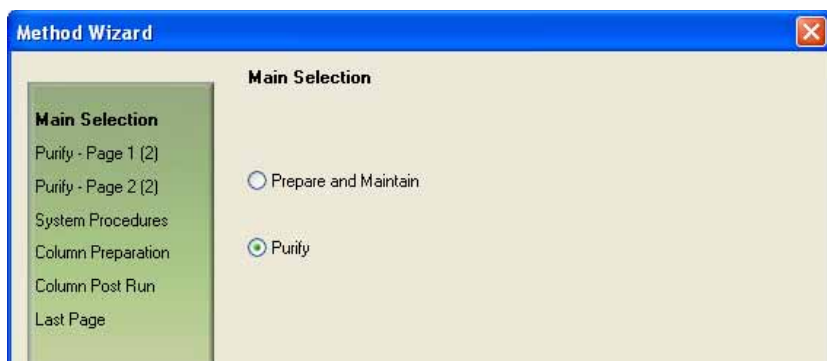 Method Wizard
Main Selection
Main Selection
Purify - Page 1 (2)
Purify - Page 2 (2)
System Procedures
Column Preparation
Column Post Run
Last Page
Prepare and Maintain
Purify